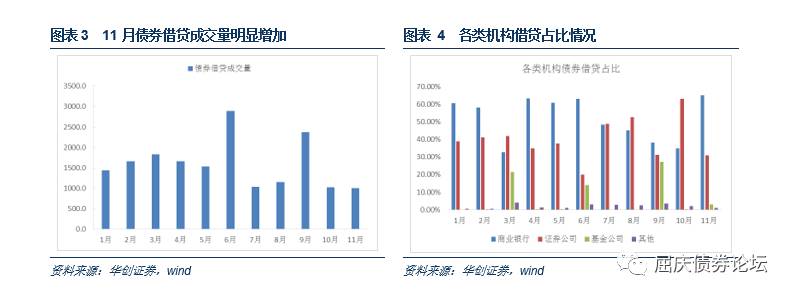 图表 3 11 月债券借贷成交量明显增加
债券借贷成交量
3500.0
3000.0
2500.0
2000.0
1500.0
1000.0
500.0
0.0
1月 2月 3月 4月 5月 6月 7月 8月 9月 10月 11月
资料来源：华创证券，wind
图表 4 各类机构借贷占比情况
各类机构债券借贷占比
70.00%
60.00%
50.00%
40.00%
30.00%
20.00%
10.00%
0.00%
1月 2月 3月 4月 5月 6月 7月 8月 9月 10月 11月
商业银行 证券公司 基金公司 其他
资料来源：华创证券，wind
屈庆债券论坛